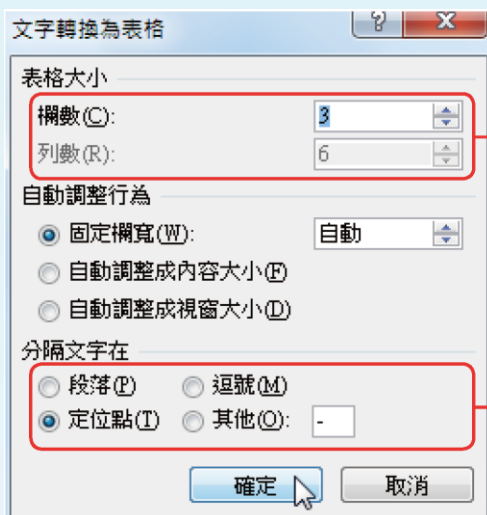 文字轉換為表格
表格大小
欄數(C): 3
列數(R): 6
自動調整行為
固定欄寬(W): 自動
自動調整成內容大小(F)
自動調整成視窗大小(D)
分隔文字在
段落(P) 逗號(M)
定位點(T) 其他(O): -
確定 取消